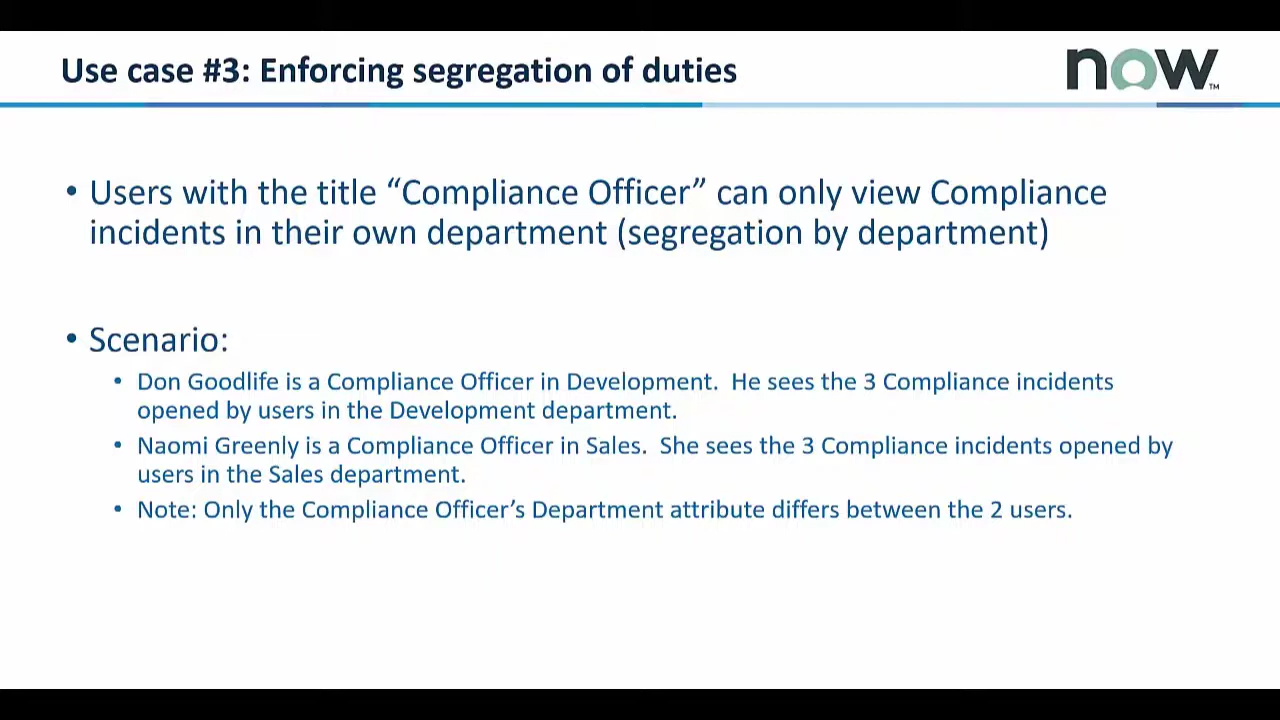 Use case #3: Enforcing segregation of duties
now™
• Users with the title “Compliance Officer” can only view Compliance
incidents in their own department (segregation by department)
• Scenario:
• Don Goodlife is a Compliance Officer in Development.  He sees the 3 Compliance incidents
opened by users in the Development department.
• Naomi Greenly is a Compliance Officer in Sales.  She sees the 3 Compliance incidents opened by
users in the Sales department.
• Note: Only the Compliance Officer’s Department attribute differs between the 2 users.